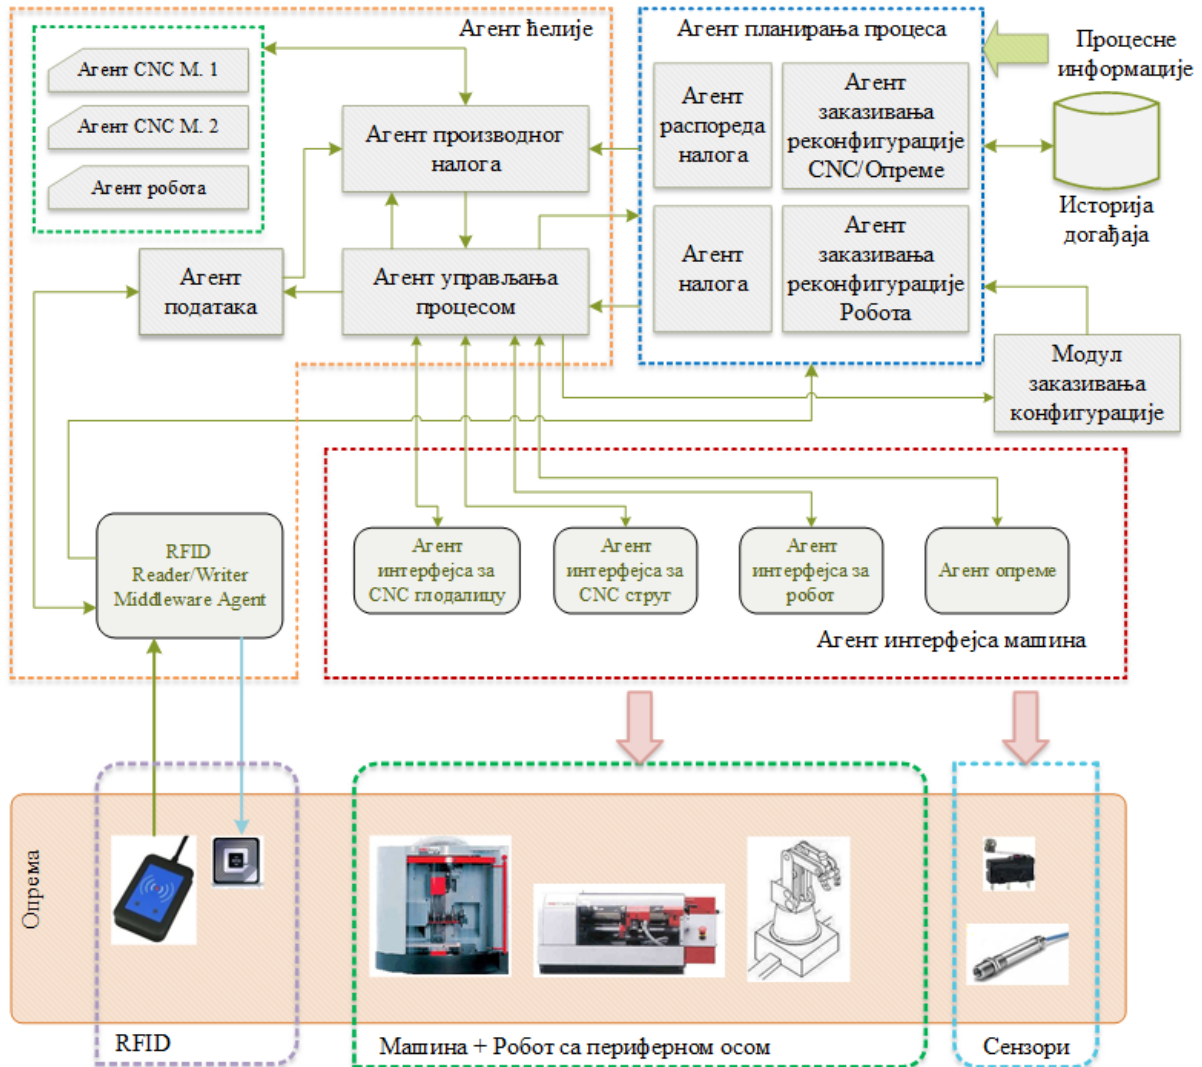 Агент ћелије
Агент CNC М. 1
Агент CNC М. 2
Агент робота
Агент производног
налога
Агент
података
Агент управљања
процесом
Агент планирања процеса
Агент
распореда
налога
Агент
заказивања
реконфигурације
CNC/Опреме
Агент
налога
Агент
заказивања
реконфигурације
Робота
Процесне
информације
Историја
догађаја
Модул
заказивања
конфигурације
RFID
Reader/Writer
Middleware Agent
Агент
интерфејса за
CNC глодалицу
Агент
интерфејса за
CNC струг
Агент
интерфејса за
робот
Агент опреме
Агент интерфејса машина
Опрема
RFID
Машина + Робот са периферном осом
Сензори